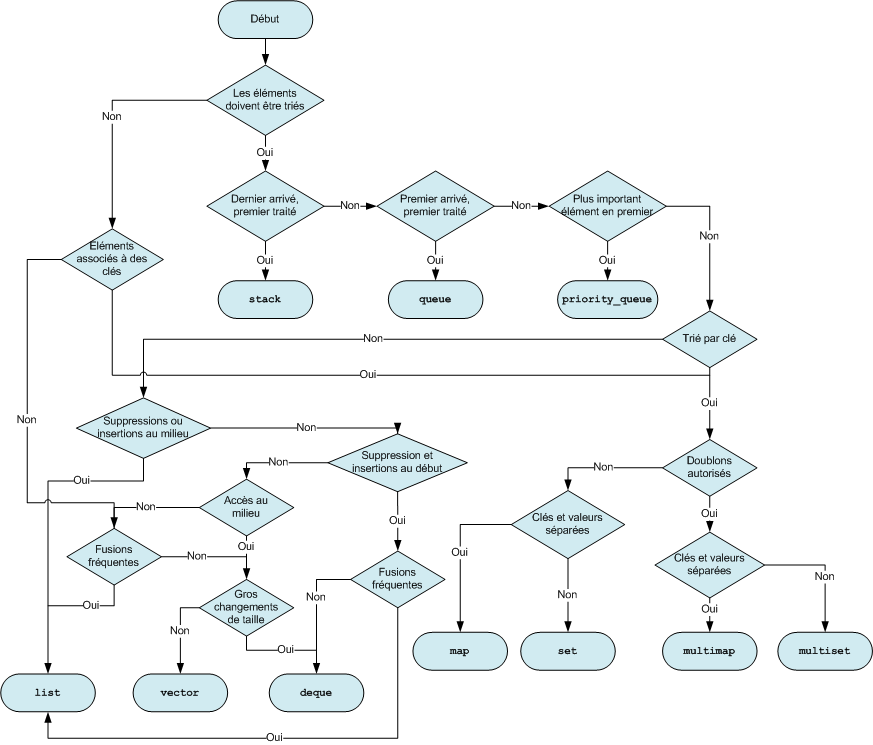 Début
Les éléments
doivent être triés
Non
Oui
Dernier arrivé,
premier traité
Non
Premier arrivé,
premier traité
Non
Plus important
élément en premier
Non
Oui
Oui
Oui
Éléments
associés à des
clés
stack
queue
priority_queue
Non
Trié par clé
Oui
Oui
Non
Suppressions ou
insertions au milieu
Non
Suppression et
insertions au début
Doublons
autorisés
Non
Non
Oui
Accès au
milieu
Non
Oui
Oui
Clés et valeurs
séparées
Oui
Fusions
fréquentes
Non
Oui
Oui
Clés et valeurs
séparées
Non
Fusions
fréquentes
Gros
changements
de taille
Non
Non
Oui
Oui
Non
Oui
map
set
multimap
multiset
list
vector
deque
Oui